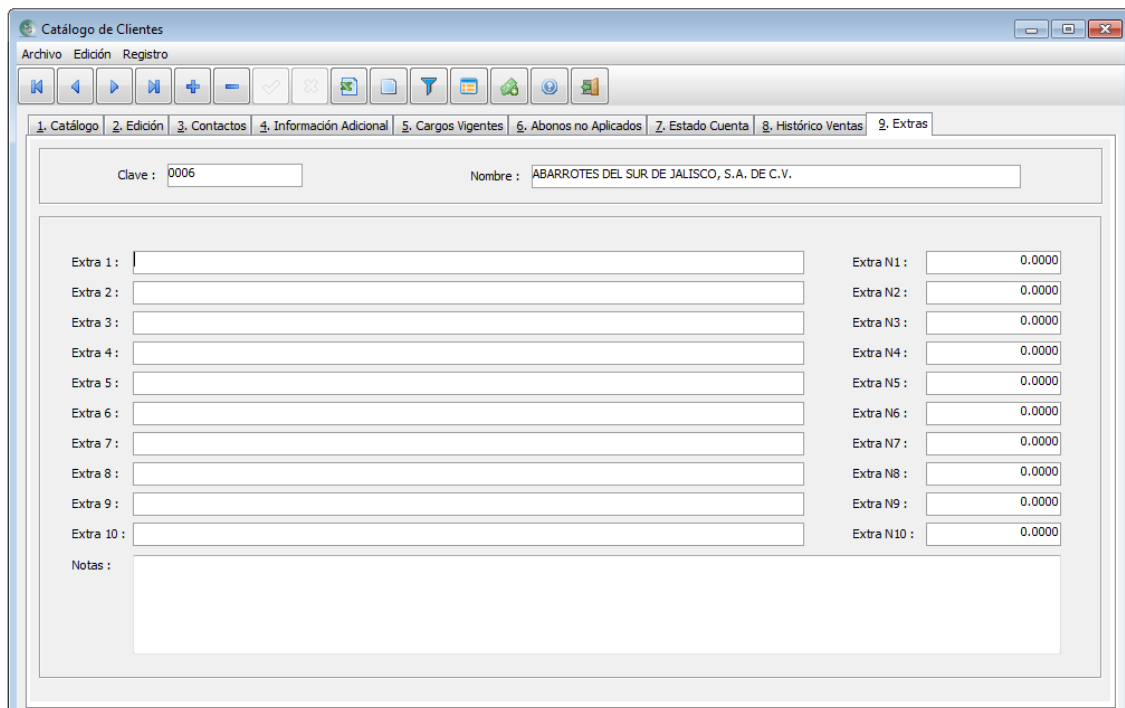 Catálogo de Clientes
Archivo Edición Registro
1. Catálogo 2. Edición 3. Contactos 4. Información Adicional 5. Cargos Vigentes 6. Abonos no Aplicados 7. Estado Cuenta 8. Histórico Ventas 9. Extras
Clave : 0006 Nombre : ABARROTES DEL SUR DE JALISCO, S.A. DE C.V.
Extra 1 : Extra N1 : 0.0000
Extra 2 : Extra N2 : 0.0000
Extra 3 : Extra N3 : 0.0000
Extra 4 : Extra N4 : 0.0000
Extra 5 : Extra N5 : 0.0000
Extra 6 : Extra N6 : 0.0000
Extra 7 : Extra N7 : 0.0000
Extra 8 : Extra N8 : 0.0000
Extra 9 : Extra N9 : 0.0000
Extra 10 : Extra N10 : 0.0000
Notas :